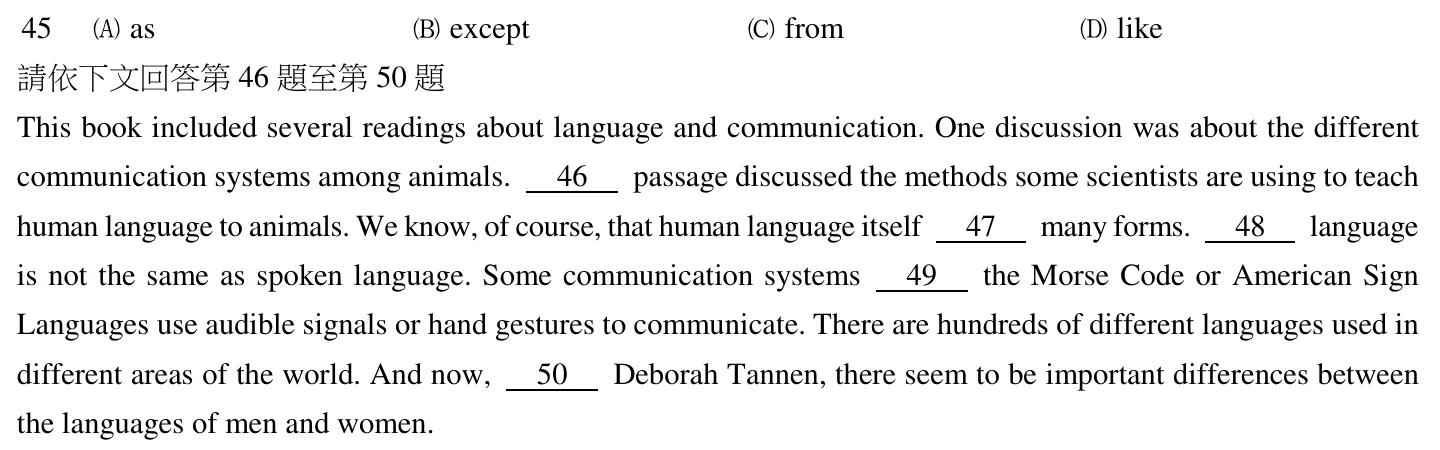 45 (A) as (B) except (C) from (D) like
請依下文回答第 46 題至第 50 題
This book included several readings about language and communication. One discussion was about the different
communication systems among animals. 46 passage discussed the methods some scientists are using to teach
human language to animals. We know, of course, that human language itself 47 many forms. 48 language
is not the same as spoken language. Some communication systems 49 the Morse Code or American Sign
Languages use audible signals or hand gestures to communicate. There are hundreds of different languages used in
different areas of the world. And now, 50 Deborah Tannen, there seem to be important differences between
the languages of men and women.